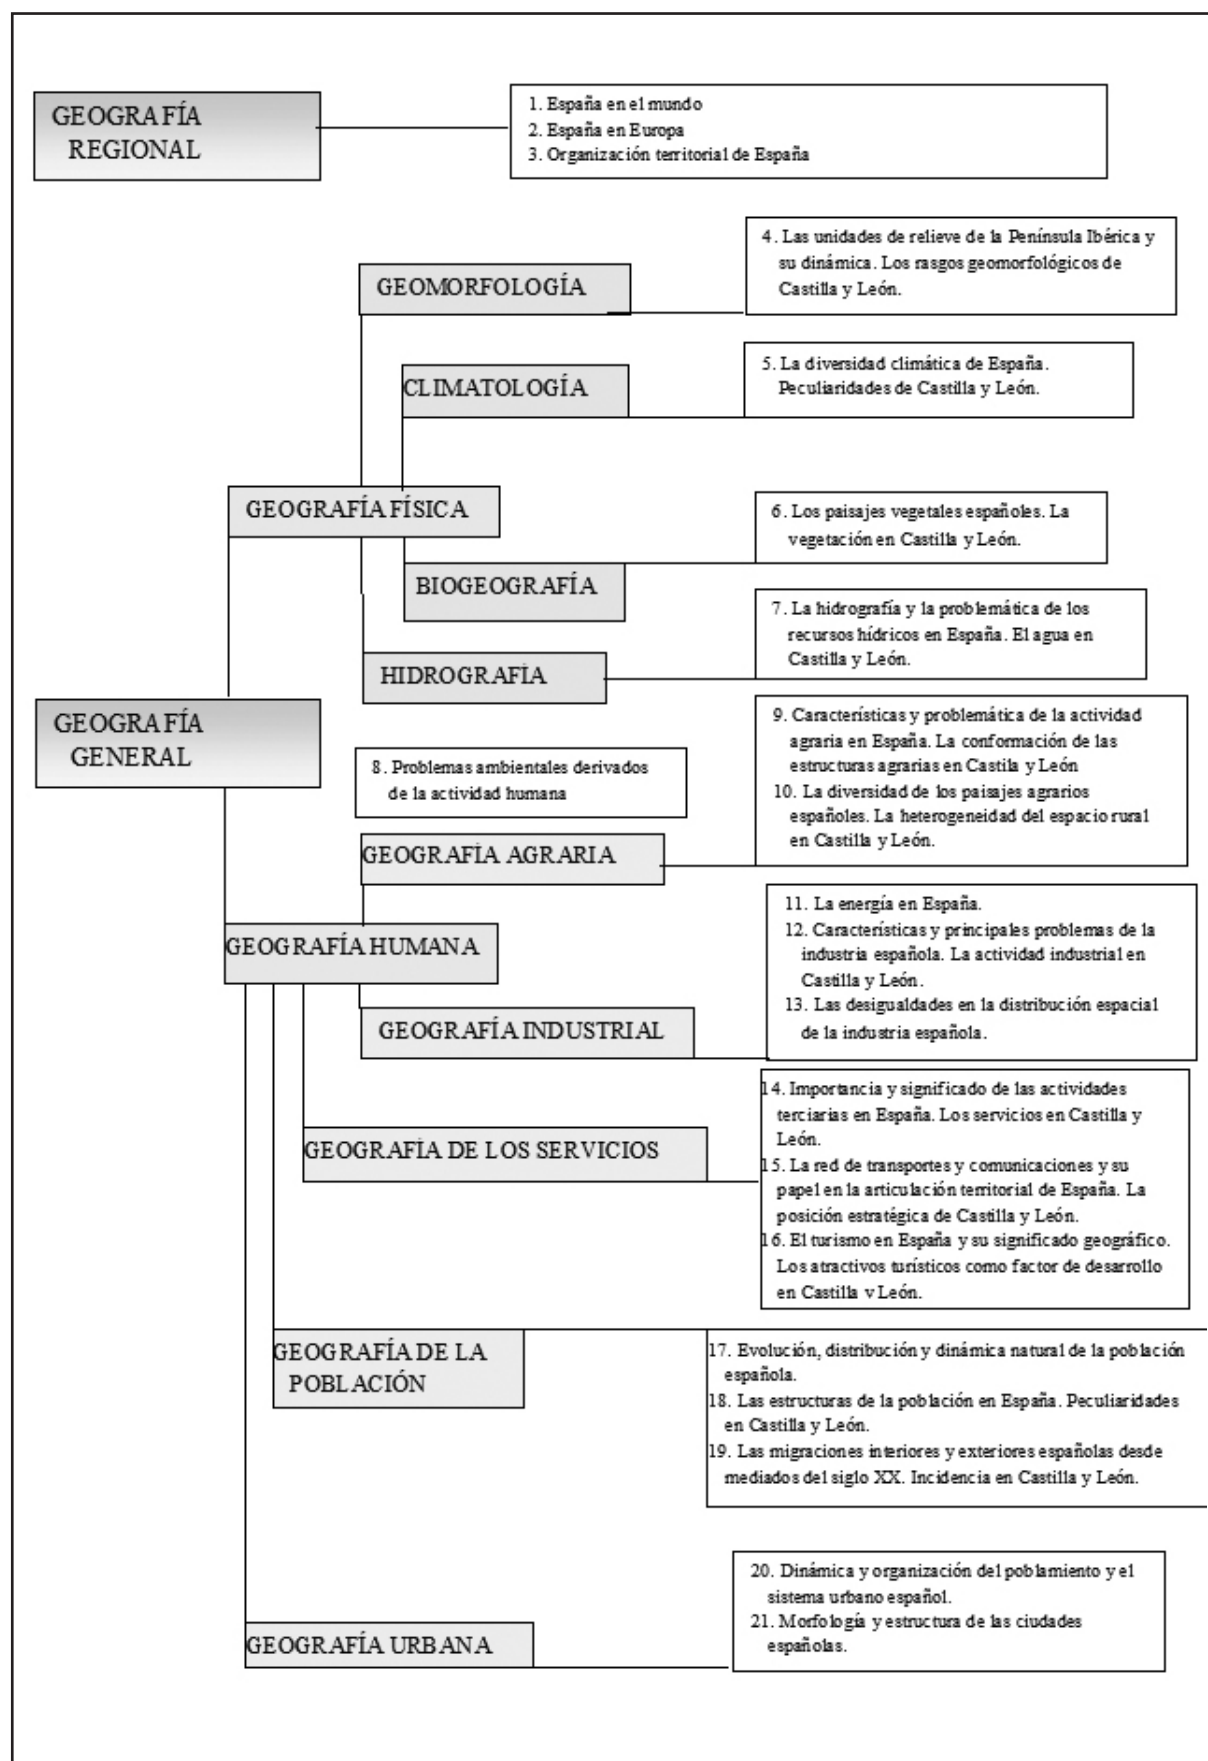 GEOGRAFÍA
REGIONAL
1. España en el mundo
2. España en Europa
3. Organización territorial de España
4. Las unidades de relieve de la Península Ibérica y
su dinámica. Los rasgos geomorfológicos de
Castilla y León.
GEOMORFOLOGÍA
5. La diversidad climática de España.
Peculiaridades de Castilla y León.
CLIMATOLOGÍA
GEOGRAFÍA FÍSICA
6. Los paisajes vegetales españoles. La
vegetación en Castilla y León.
BIOGEOGRAFÍA
7. La hidrografía y la problemática de los
recursos hídricos en España. El agua en
Castilla y León.
HIDROGRAFÍA
GEOGRAFÍA
GENERAL
8. Problemas ambientales derivados
de la actividad humana
9. Características y problemática de la actividad
agraria en España. La conformación de las
estructuras agrarias en Castila y León
10. La diversidad de los paisajes agrarios
españoles. La heterogeneidad del espacio rural
en Castilla y León.
GEOGRAFÍA AGRARIA
GEOGRAFÍA HUMANA
11. La energía en España.
12. Características y principales problemas de la
industria española. La actividad industrial en
Castilla y León.
13. Las desigualdades en la distribución espacial
de la industria española.
GEOGRAFÍA INDUSTRIAL
14. Importancia y significado de las actividades
terciarias en España. Los servicios en Castilla y
León.
15. La red de transportes y comunicaciones y su
papel en la articulación territorial de España. La
posición estratégica de Castilla y León.
16. El turismo en España y su significado geográfico.
Los atractivos turísticos como factor de desarrollo
en Castilla y León.
GEOGRAFÍA DE LOS SERVICIOS
GEOGRAFÍA DE LA
POBLACIÓN
17. Evolución, distribución y dinámica natural de la población
española.
18. Las estructuras de la población en España. Peculiaridades
en Castilla y León.
19. Las migraciones interiores y exteriores españolas desde
mediados del siglo XX. Incidencia en Castilla y León.
20. Dinámica y organización del poblamiento y el
sistema urbano español.
21. Morfología y estructura de las ciudades
españolas.
GEOGRAFÍA URBANA